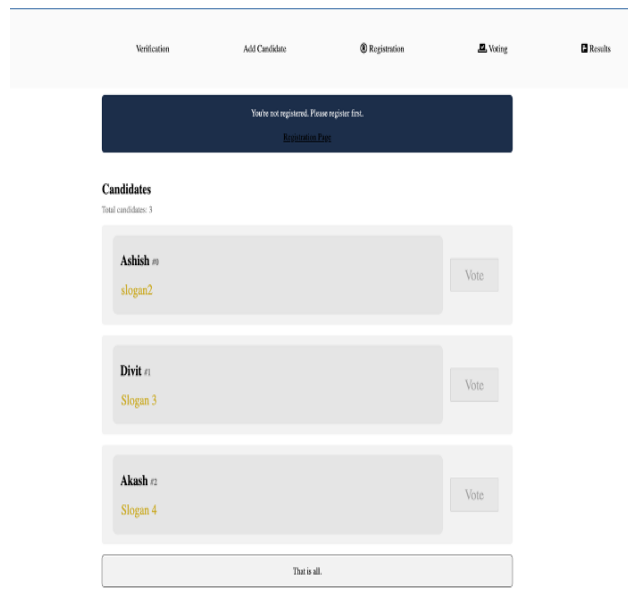 Verification Add Candidate Registration Voting Results
You're not registered. Please register first.
Registration Page
Candidates
Total candidates: 3
Ashish #0
slogan2
Vote
Divit #1
Slogan 3
Vote
Akash #2
Slogan 4
Vote
That is all.